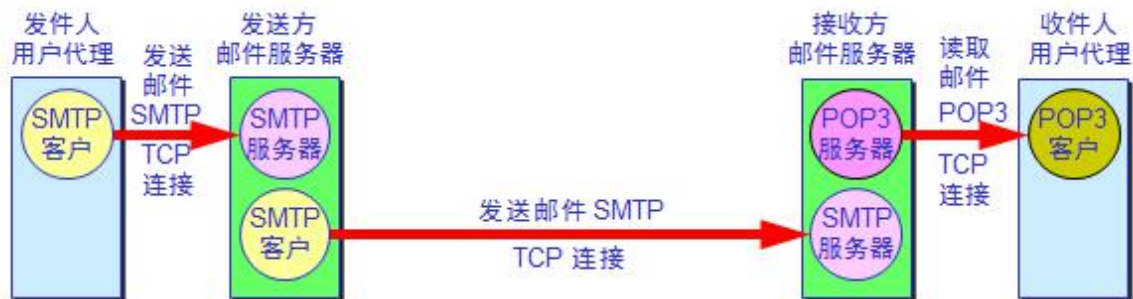 发件人
用户代理
发送
邮件
SMTP
TCP
连接
SMTP
客户
发送方
邮件服务器
SMTP
服务器
SMTP
客户
发送邮件 SMTP
TCP 连接
接收方
邮件服务器
POP3
服务器
SMTP
服务器
读取
邮件
POP3
TCP
连接
收件人
用户代理
POP3
客户